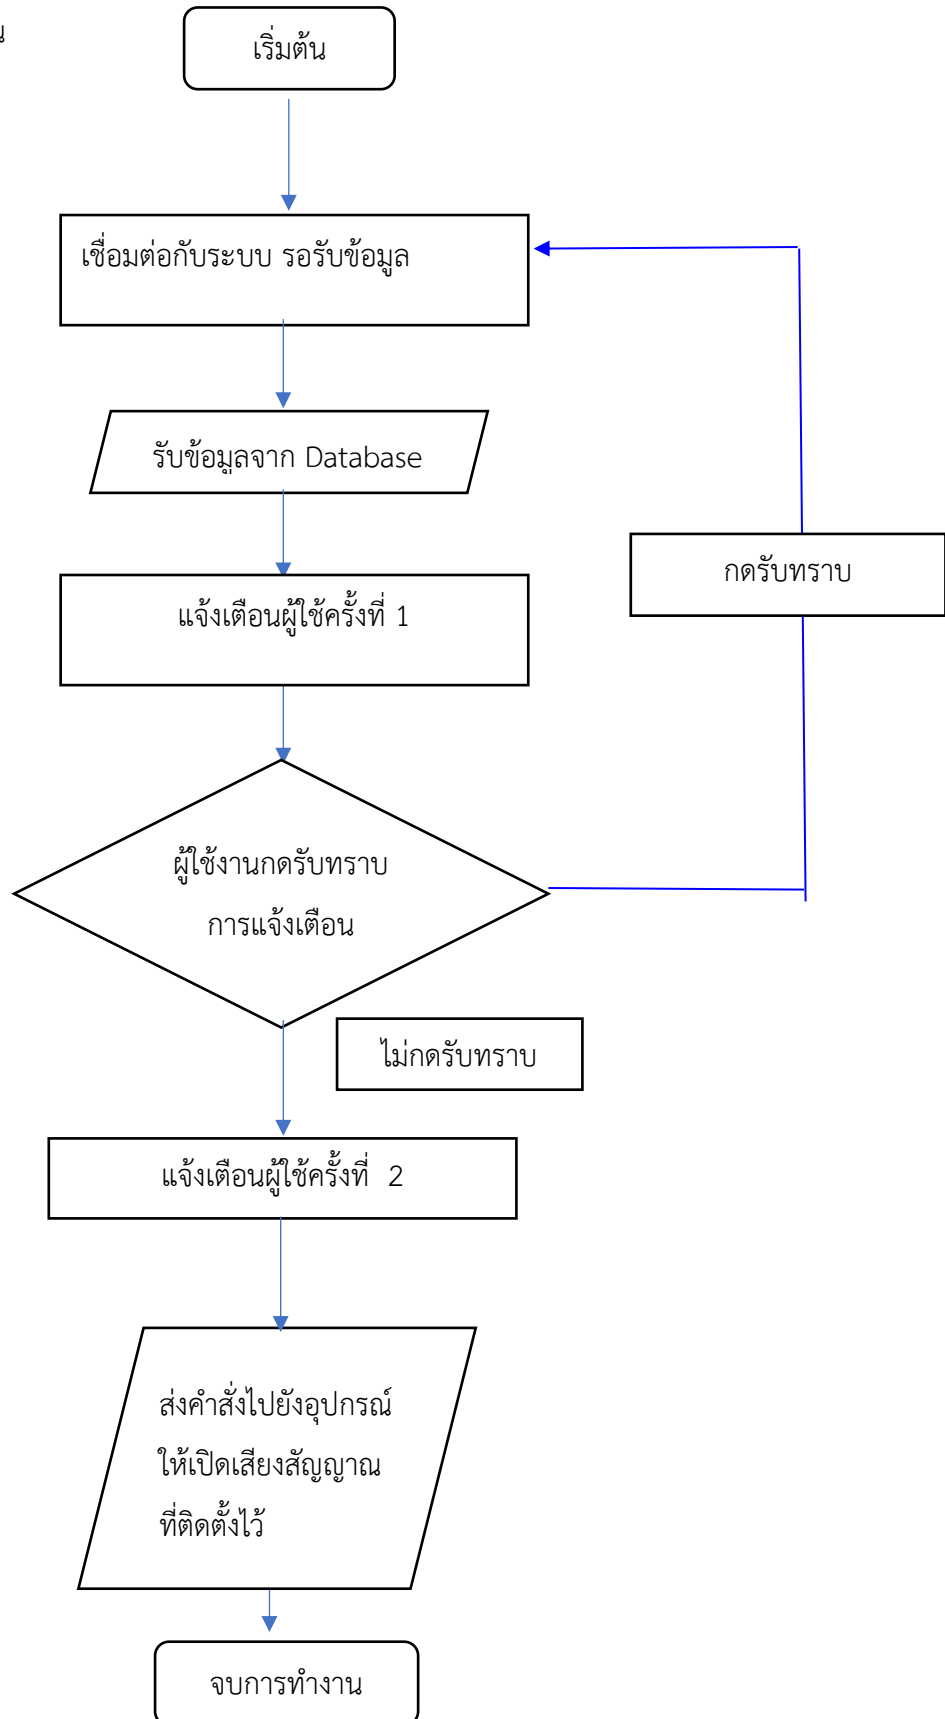 เริ่มต้น
เชื่อมต่อกับระบบ รอรับข้อมูล
รับข้อมูลจาก Database
กดรับทราบ
แจ้งเตือนผู้ใช้ครั้งที่ 1
ผู้ใช้งานกดรับทราบ
การแจ้งเตือน
ไม่กดรับทราบ
แจ้งเตือนผู้ใช้ครั้งที่ 2
ส่งคำสั่งไปยังอุปกรณ์
ให้เปิดเสียงสัญญาณ
ที่ติดตั้งไว้
จบการทำงาน